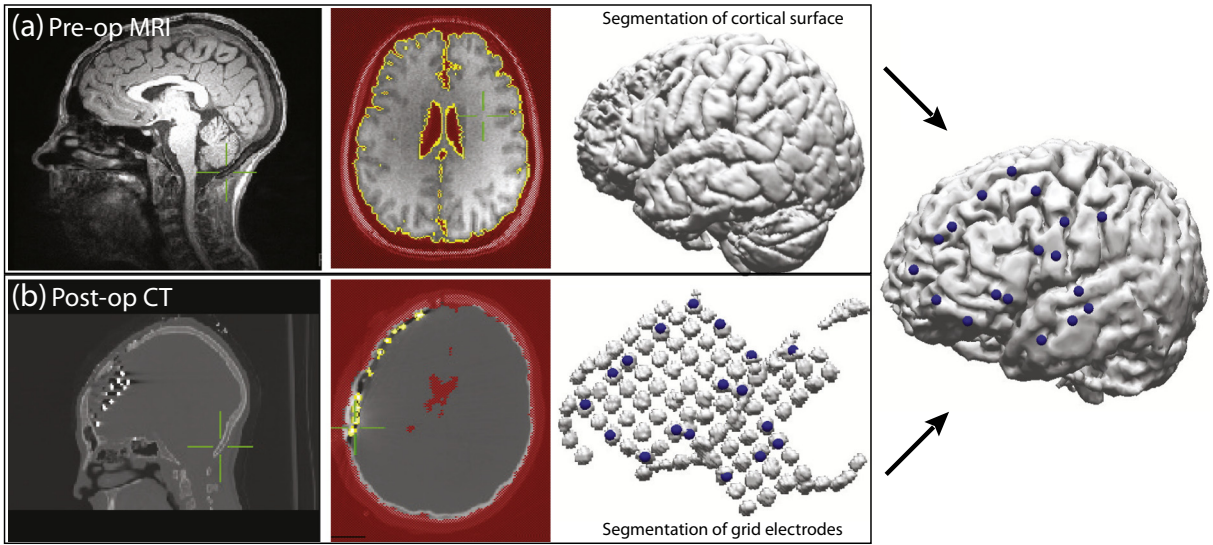 (a) Pre-op MRI
Segmentation of cortical surface
(b) Post-op CT
Segmentation of grid electrodes